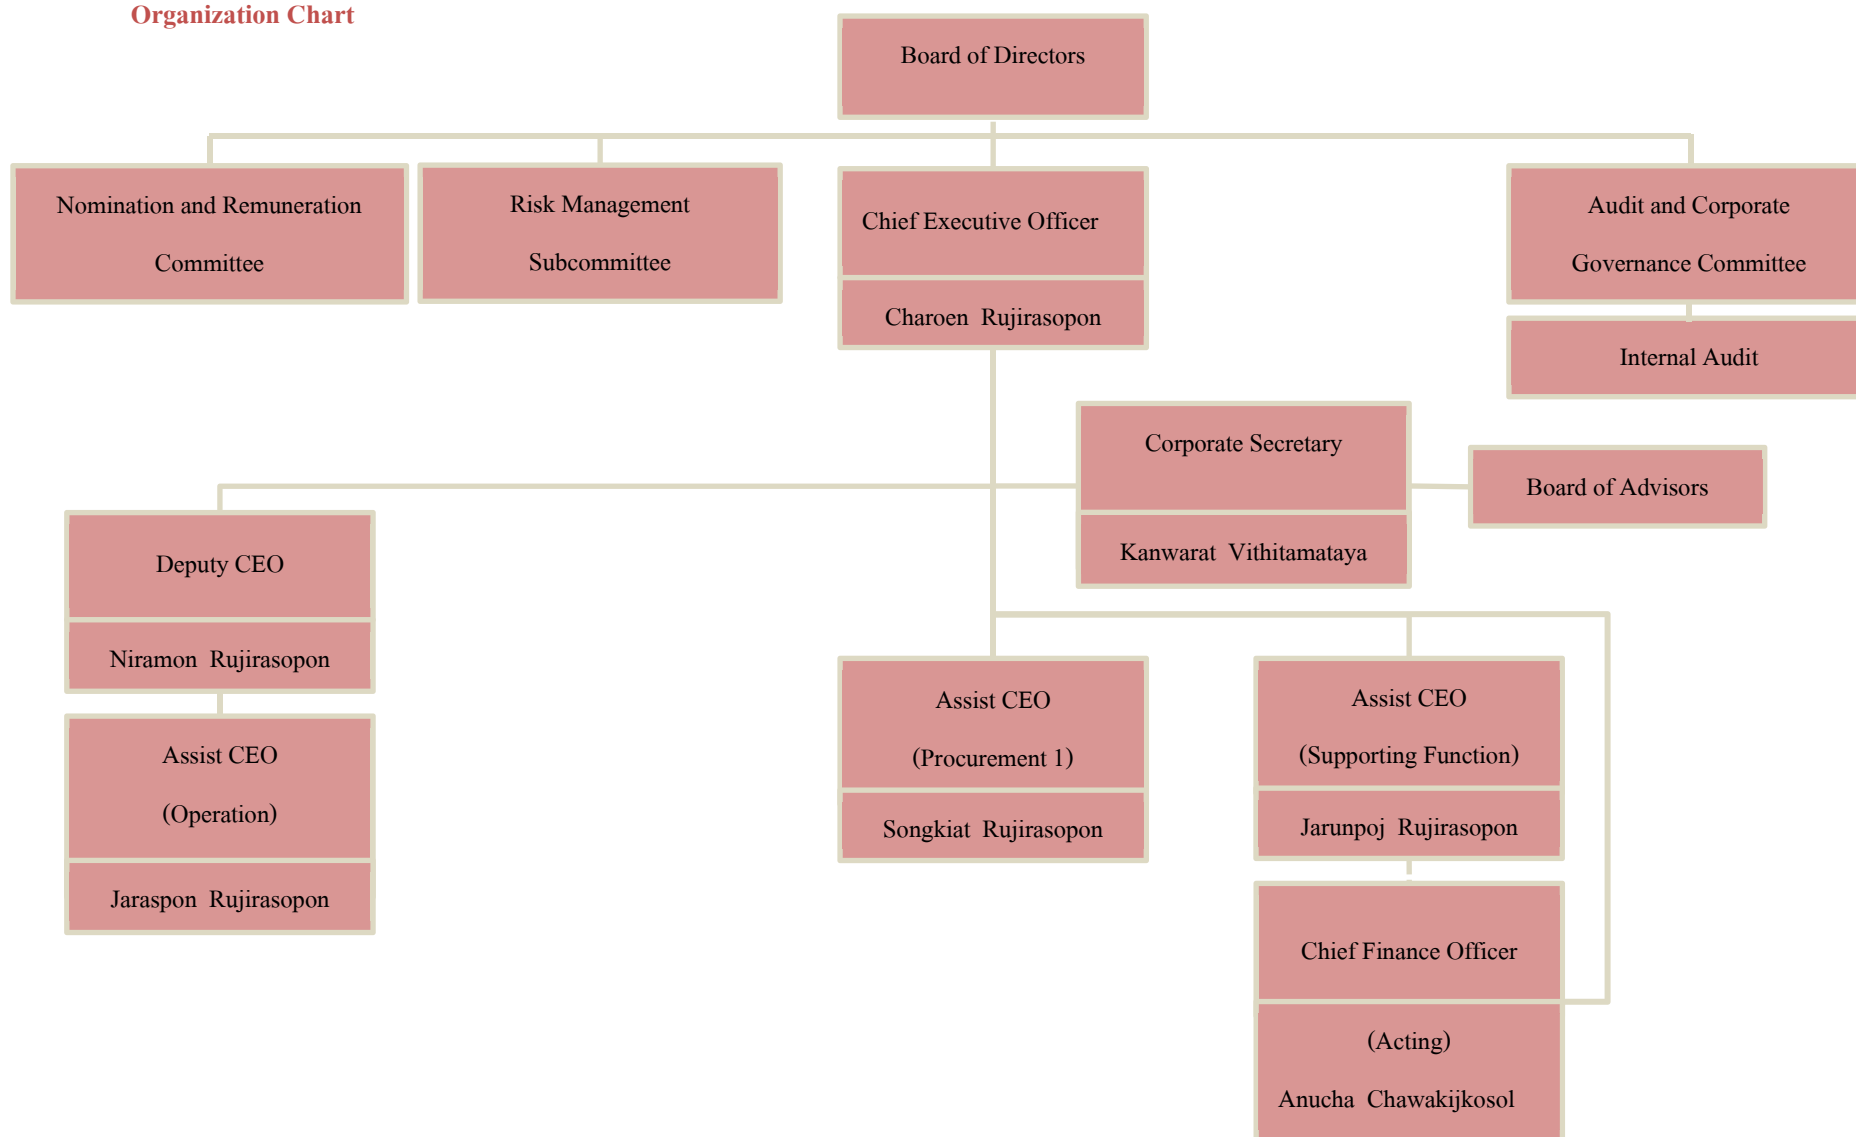 Organization Chart
Board of Directors
Nomination and Remuneration
Committee
Risk Management
Subcommittee
Chief Executive Officer
Charoen Rujirasopon
Audit and Corporate
Governance Committee
Internal Audit
Corporate Secretary
Kanwarat Vithitamataya
Board of Advisors
Deputy CEO
Niramon Rujirasopon
Assist CEO
(Operation)
Jaraspon Rujirasopon
Assist CEO
(Procurement 1)
Songkiat Rujirasopon
Assist CEO
(Supporting Function)
Jarunpoj Rujirasopon
Chief Finance Officer
(Acting)
Anucha Chawakijkosol